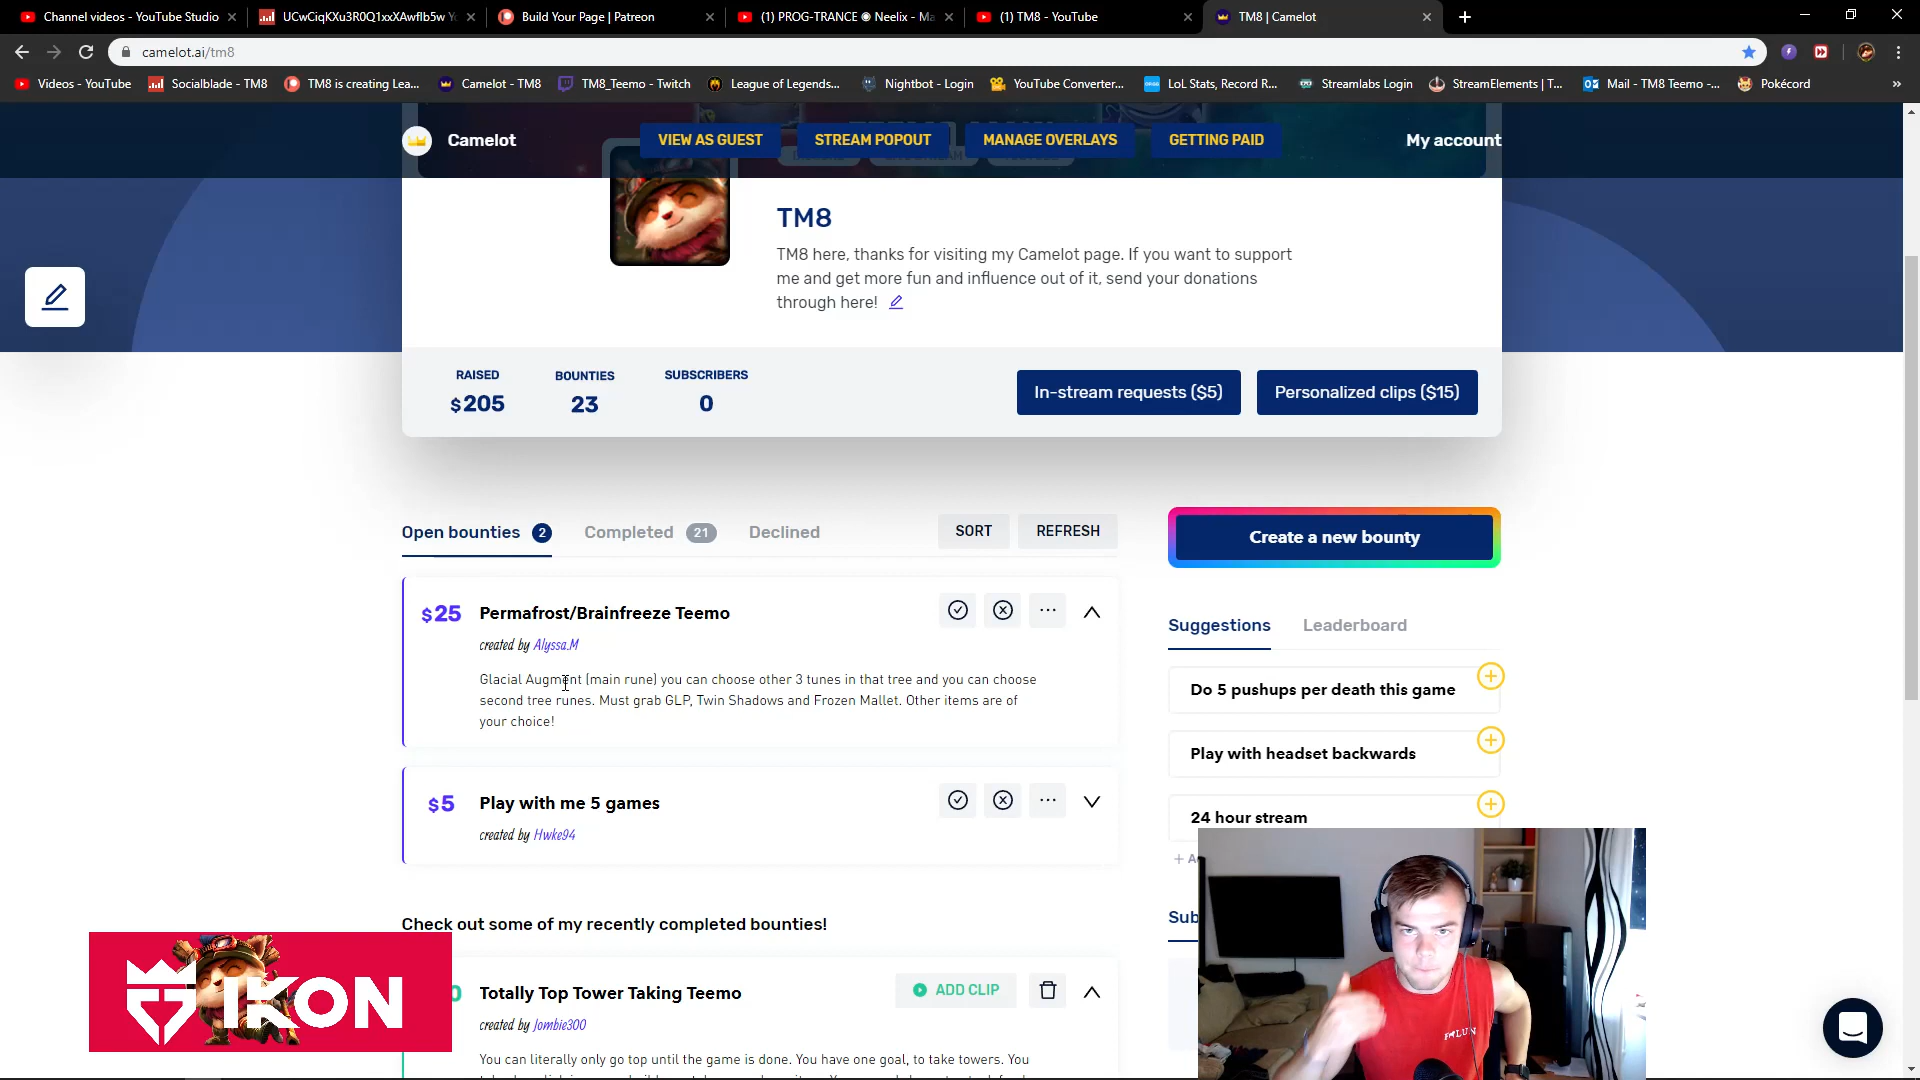 Channel videos - YouTube Studio
UCwCiqKXu3R0Q1xxXAwflb5w Yo
Build Your Page | Patreon
(1) PROG-TRANCE ◉ Neelix - Ma
(1) TM8 - YouTube
TM8 | Camelot
camelot.ai/tm8
Videos - YouTube
Socialblade - TM8
TM8 is creating Lea...
Camelot - TM8
TM8_Teemo - Twitch
League of Legends...
Nightbot - Login
YouTube Converter...
LoL Stats, Record R...
Streamlabs Login
StreamElements | T...
Mail - TM8 Teemo -...
Pokécord
»
Camelot
VIEW AS GUEST
STREAM POPOUT
MANAGE OVERLAYS
GETTING PAID
My account
TM8
TM8 here, thanks for visiting my Camelot page. If you want to support
me and get more fun and influence out of it, send your donations
through here!
RAISED
BOUNTIES
SUBSCRIBERS
$205
23
0
In-stream requests ($5)
Personalized clips ($15)
Open bounties 2
Completed 21
Declined
SORT
REFRESH
Create a new bounty
$25
Permafrost/Brainfreeze Teemo
created by Alyssa.M
Glacial Augment (main rune) you can choose other 3 tunes in that tree and you can choose
second tree runes. Must grab GLP, Twin Shadows and Frozen Mallet. Other items are of
your choice!
Suggestions
Leaderboard
Do 5 pushups per death this game
Play with headset backwards
24 hour stream
+ A
$5
Play with me 5 games
created by Hwke94
Sub
Check out some of my recently completed bounties!
0
Totally Top Tower Taking Teemo
ADD CLIP
created by Jombie300
You can literally only go top until the game is done. You have one goal, to take towers. You
IKON